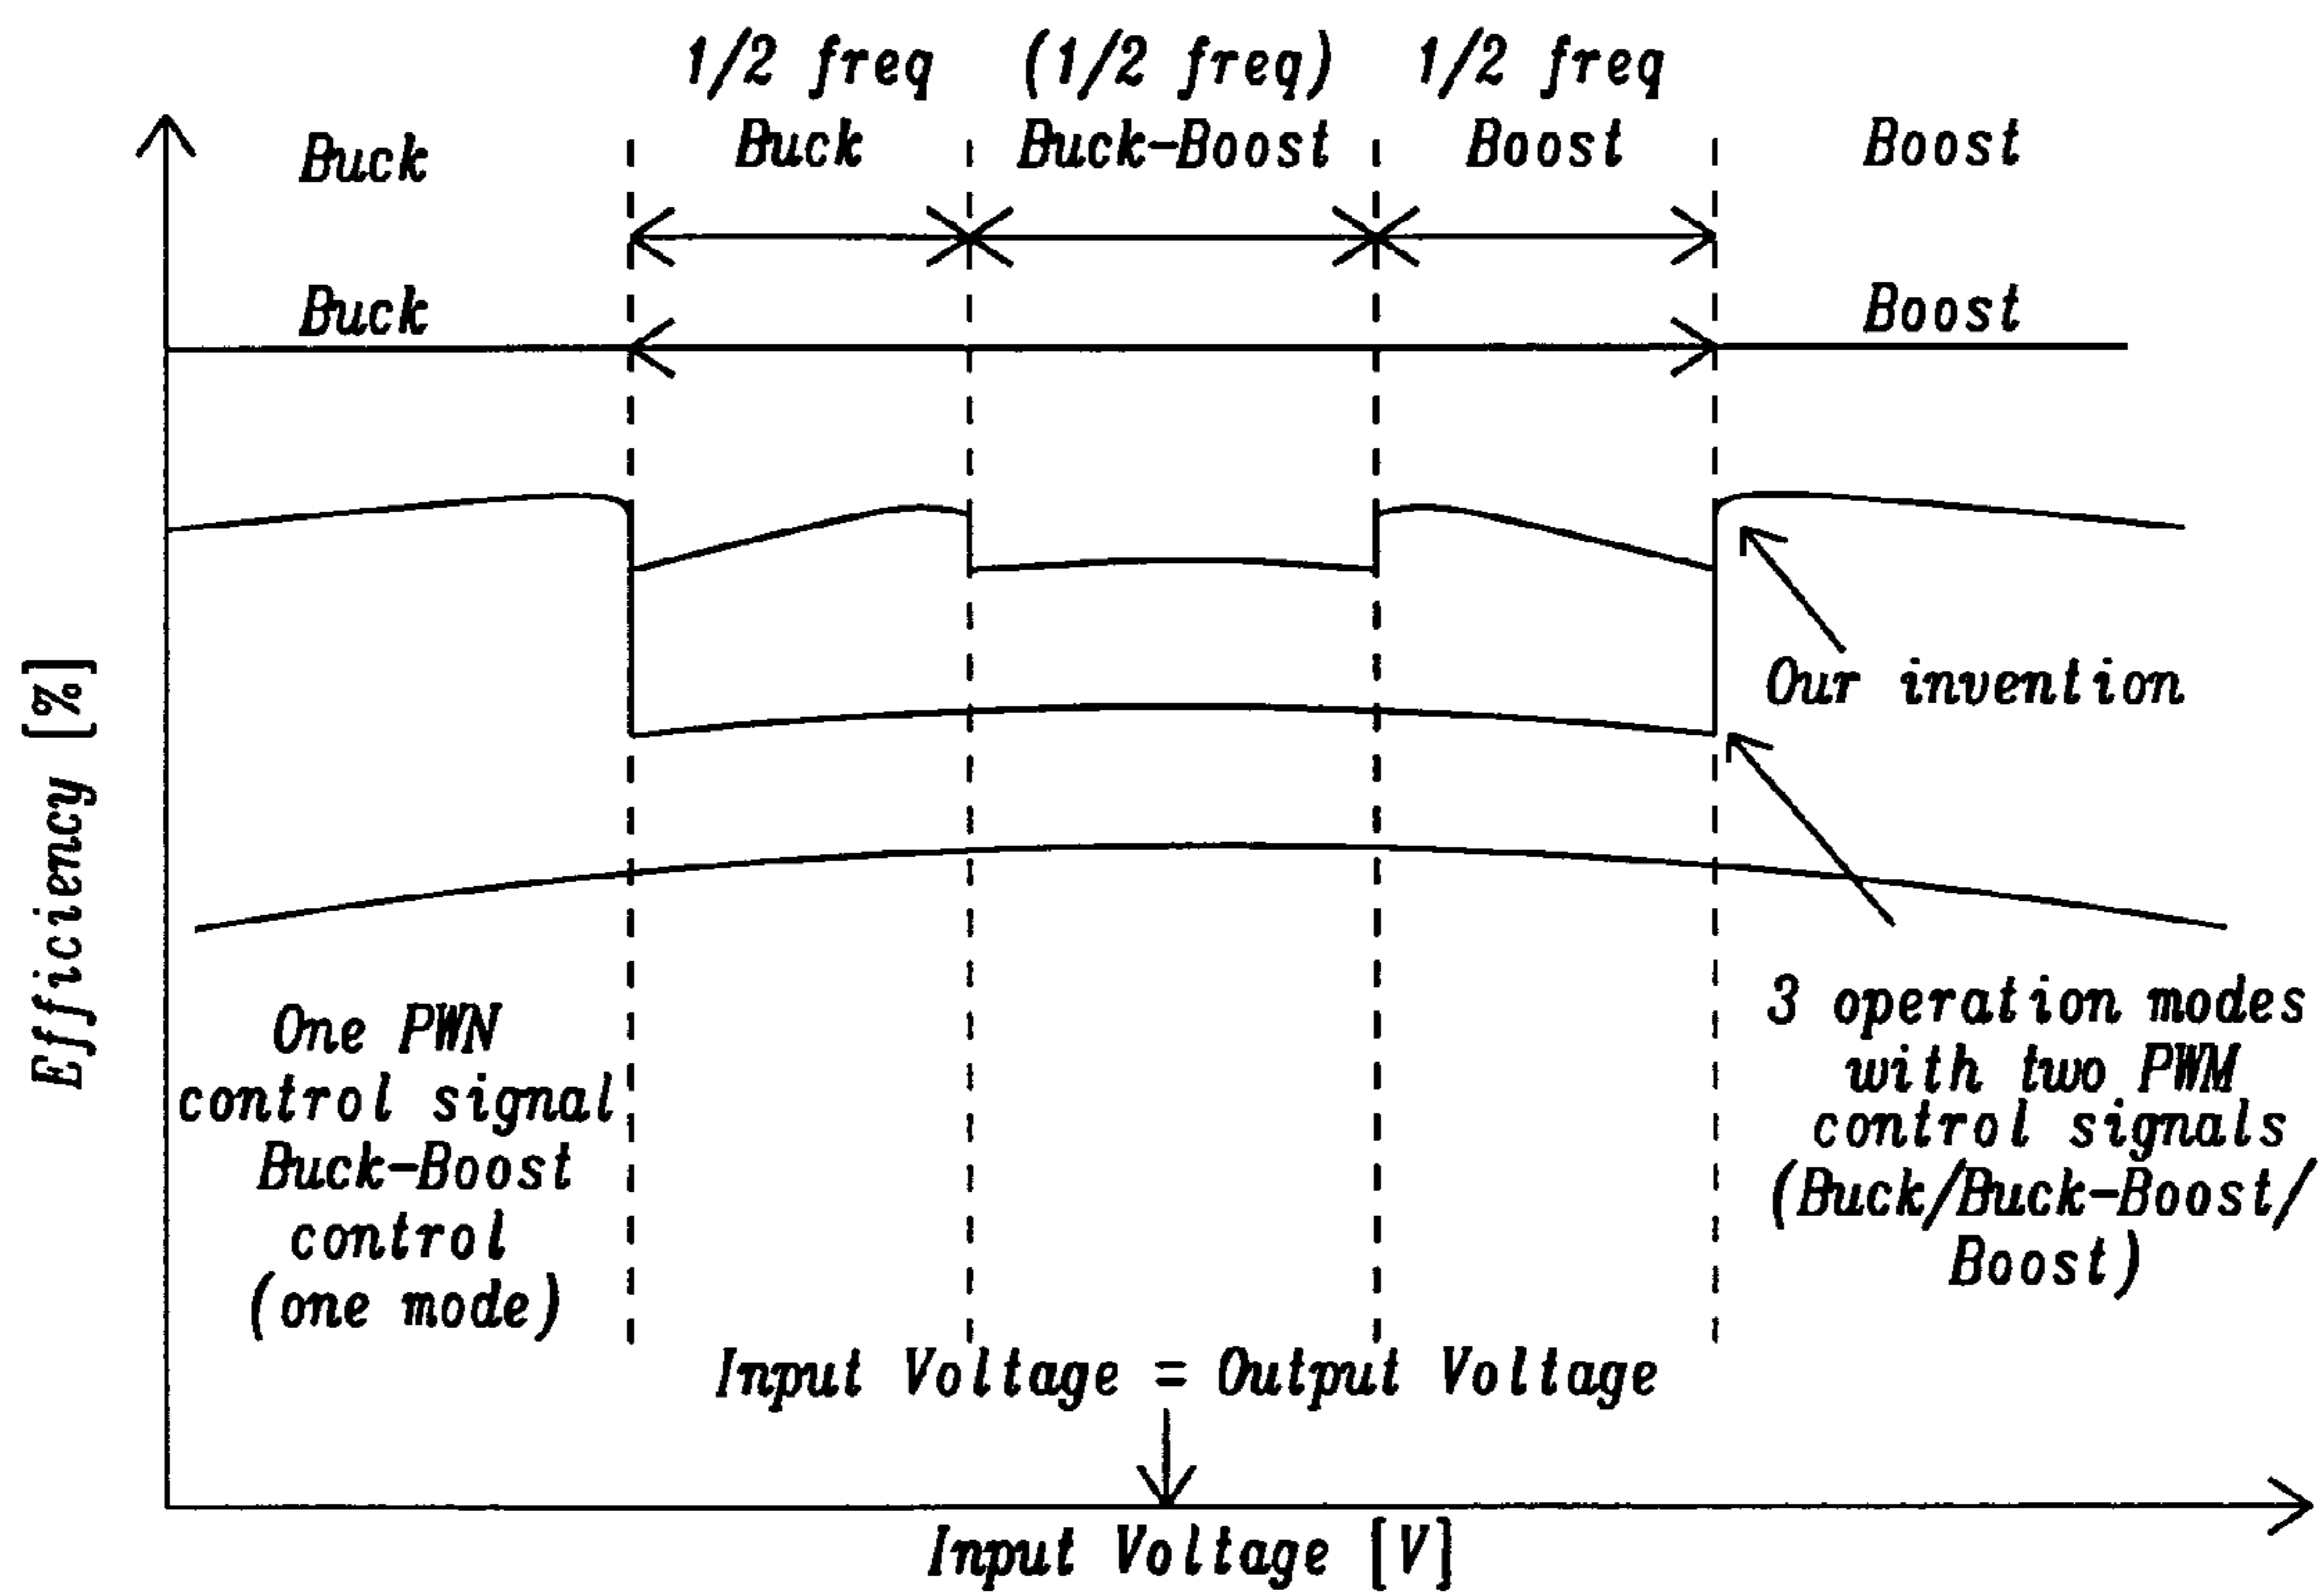 1/2 freq (1/2 freq) 1/2 freq
Buck Buck Buck-Boost Boost Boost
Buck Boost
Efficiency [%]
Our invention
One PWN
control signal
Buck-Boost
control
(one mode)
3 operation modes
with two PWM
control signals
(Buck/Buck-Boost/
Boost)
Input Voltage = Output Voltage
Input Voltage [V]